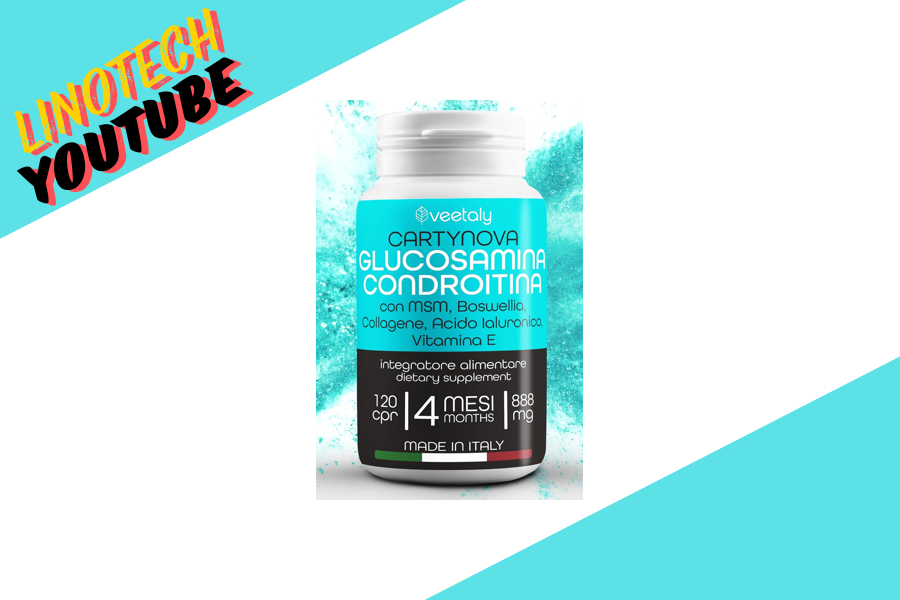 LINOTECH
YOUTUBE
veetaly
CARTYNOVA
GLUCOSAMINA
CONDROITINA
con MSM, Boswellia,
Collagene, Acido Ialuronico,
Vitamina E
integratore alimentare
dietary supplement
120 cpr
4 MESI MONTHS
888 mg
MADE IN ITALY